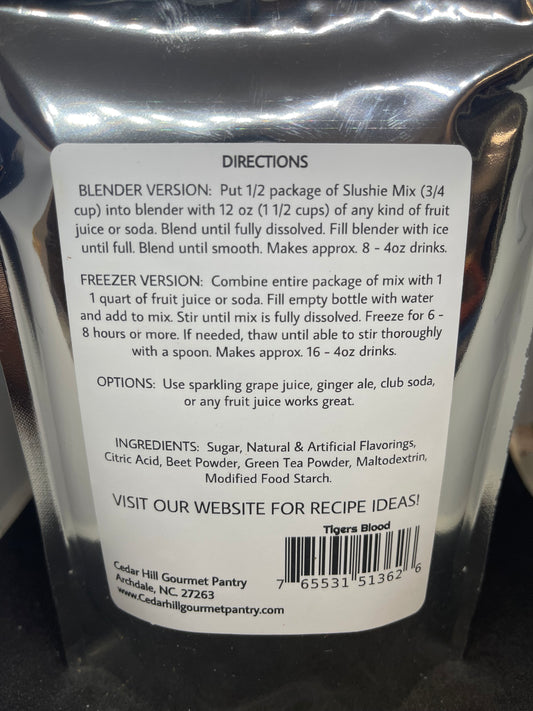 DIRECTIONS
BLENDER VERSION: Put 1/2 package of Slushie Mix (3/4
cup) into blender with 12 oz (1 1/2 cups) of any kind of fruit
juice or soda. Blend until fully dissolved. Fill blender with ice
until full. Blend until smooth. Makes approx. 8 - 4oz drinks.
FREEZER VERSION: Combine entire package of mix with 1
1 quart of fruit juice or soda. Fill empty bottle with water
and add to mix. Stir until mix is fully dissolved. Freeze for 6 -
8 hours or more. If needed, thaw until able to stir thoroughly
with a spoon. Makes approx. 16 - 4oz drinks.
OPTIONS: Use sparkling grape juice, ginger ale, club soda,
or any fruit juice works great.
INGREDIENTS: Sugar, Natural & Artificial Flavorings,
Citric Acid, Beet Powder, Green Tea Powder, Maltodextrin,
Modified Food Starch.
VISIT OUR WEBSITE FOR RECIPE IDEAS!
Tigers Blood
7 65531 51362 6
Cedar Hill Gourmet Pantry
Archdale, NC. 27263
www.Cedarhillgourmetpantry.com